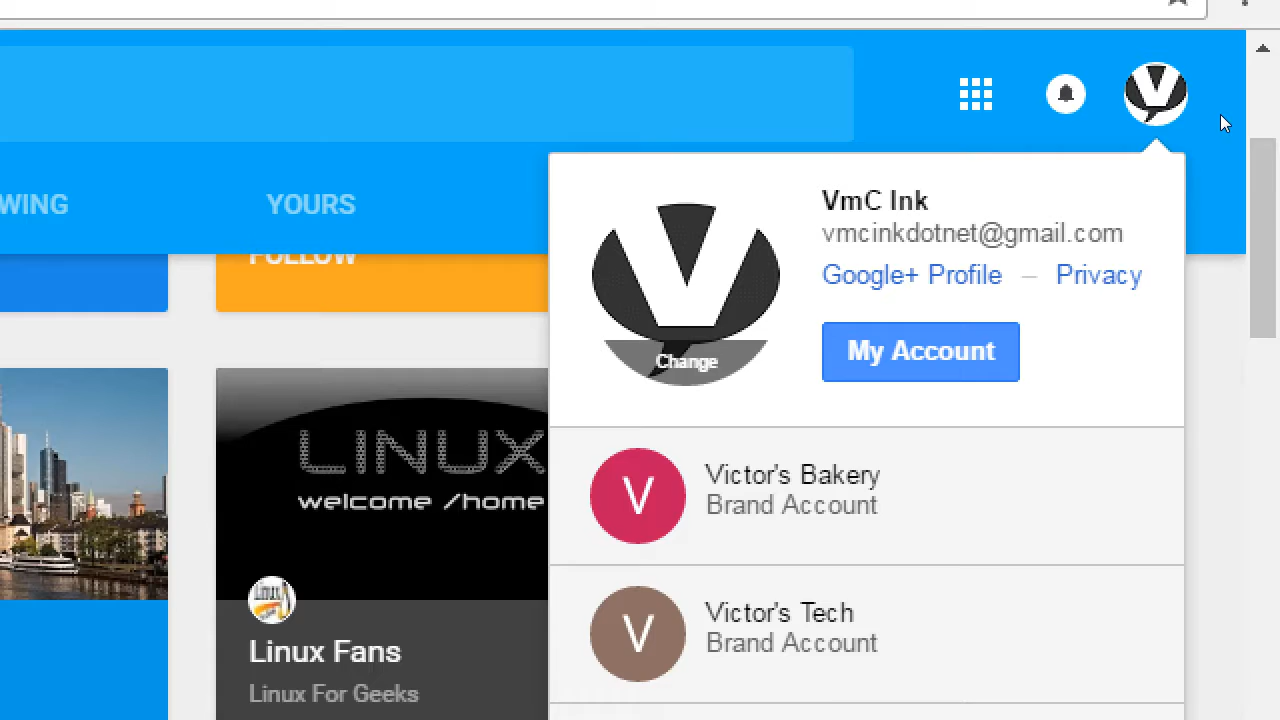 WING
YOURS
FOLLOW
VmC Ink
vmcinkdotnet@gmail.com
Google+ Profile – Privacy
Change
My Account
LINUX
welcome /home
Victor's Bakery
Brand Account
V
Victor's Tech
Brand Account
V
Linux Fans
Linux For Geeks